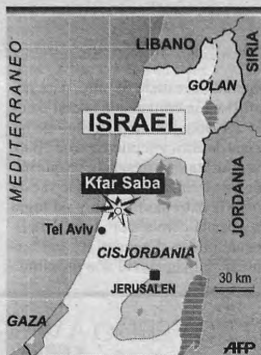 LIBANO
SIRIA
GOLAN
MEDITERRANEO
ISRAEL
Kfar Saba
JORDANIA
Tel Aviv
CISJORDANIA
JERUSALEN
30 km
GAZA
AFP